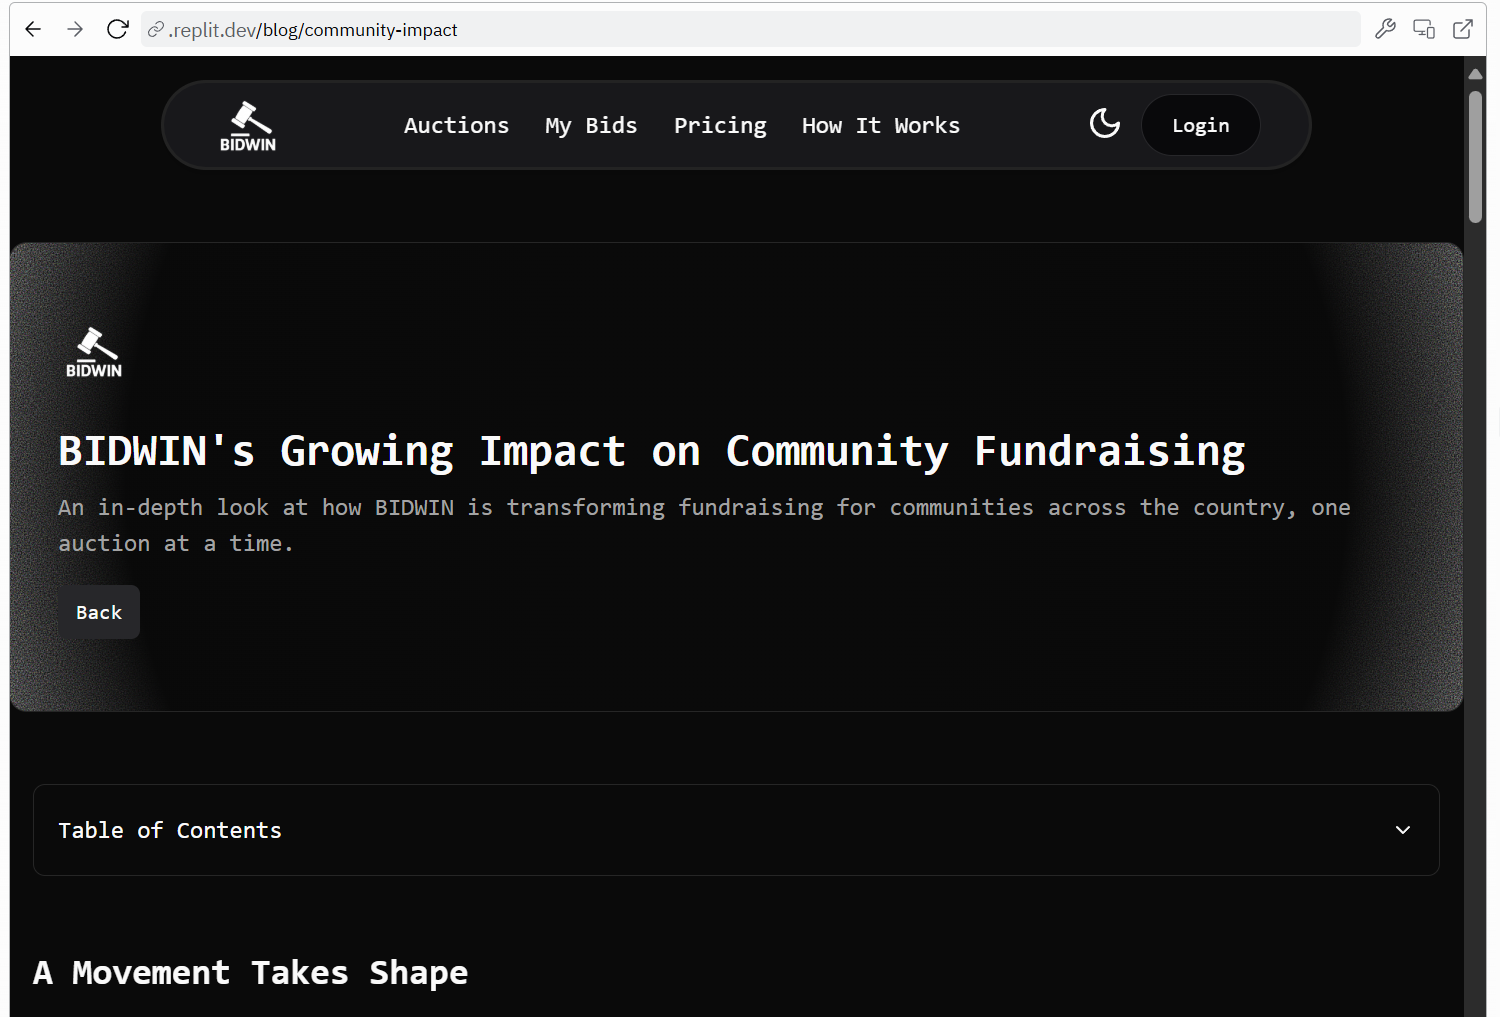 .replit.dev/blog/community-impact
BIDWIN
Auctions
My Bids
Pricing
How It Works
Login
BIDWIN
BIDWIN's Growing Impact on Community Fundraising
An in-depth look at how BIDWIN is transforming fundraising for communities across the country, one
auction at a time.
Back
Table of Contents
A Movement Takes Shape